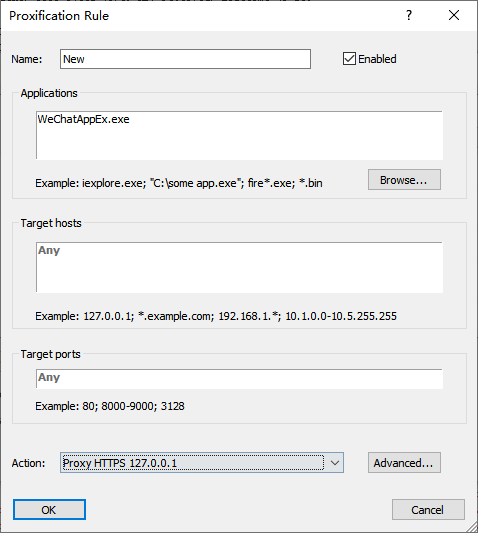 Proxification Rule
Name: New Enabled
Applications
WeChatAppEx.exe
Example: iexplore.exe; "C:\some app.exe"; fire*.exe; *.bin Browse...
Target hosts
Any
Example: 127.0.0.1; *.example.com; 192.168.1.*; 10.1.0.0-10.5.255.255
Target ports
Any
Example: 80; 8000-9000; 3128
Action: Proxy HTTPS 127.0.0.1 Advanced...
OK Cancel